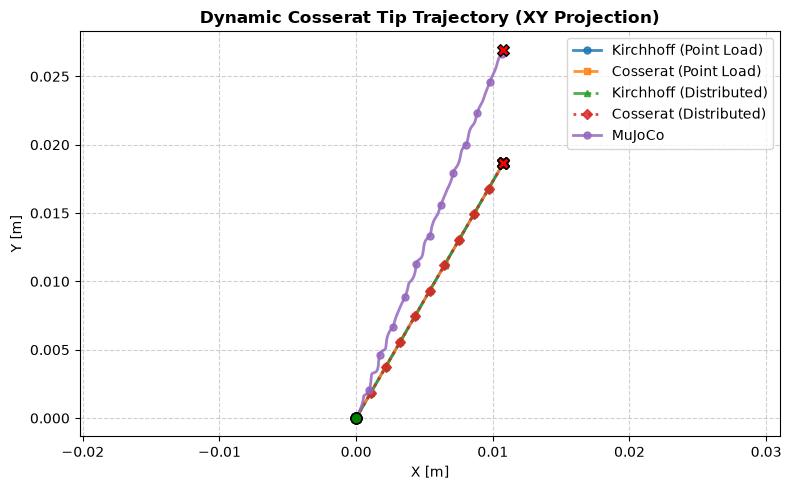 Dynamic Cosserat Tip Trajectory (XY Projection)
Kirchhoff (Point Load)
Cosserat (Point Load)
Kirchhoff (Distributed)
Cosserat (Distributed)
MuJoCo
Y [m]
0.025
0.020
0.015
0.010
0.005
0.000
−0.02
−0.01
0.00
0.01
0.02
0.03
X [m]